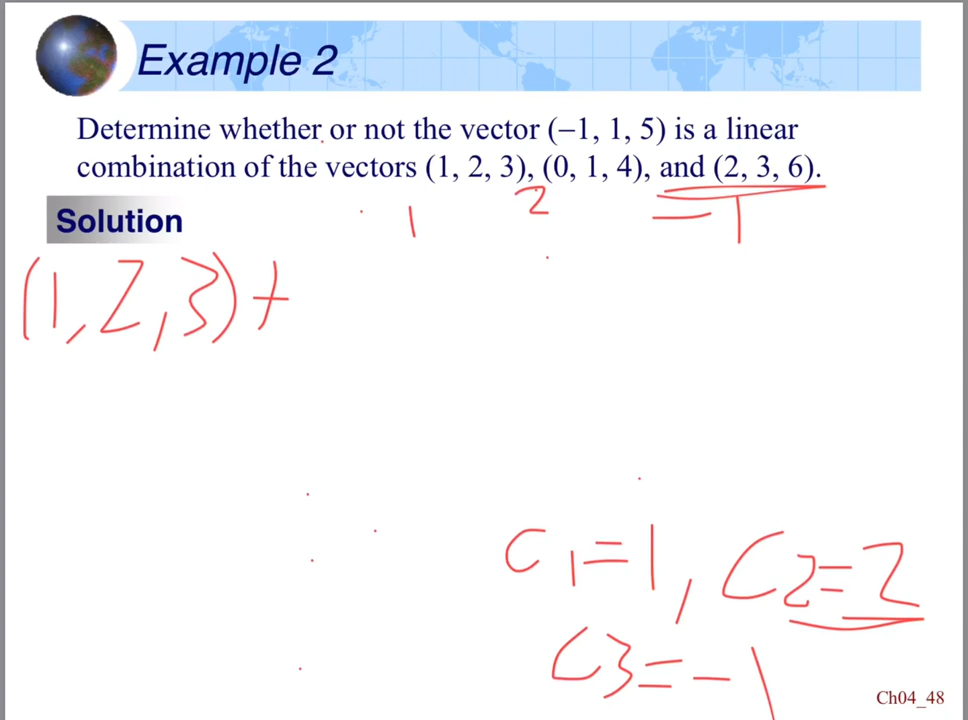 Example 2
Determine whether or not the vector (−1, 1, 5) is a linear
combination of the vectors (1, 2, 3), (0, 1, 4), and (2, 3, 6).
1 2 −1
Solution
(1, 2, 3) +
c1 = 1, c2 = 2
c3 = −1
Ch04_48